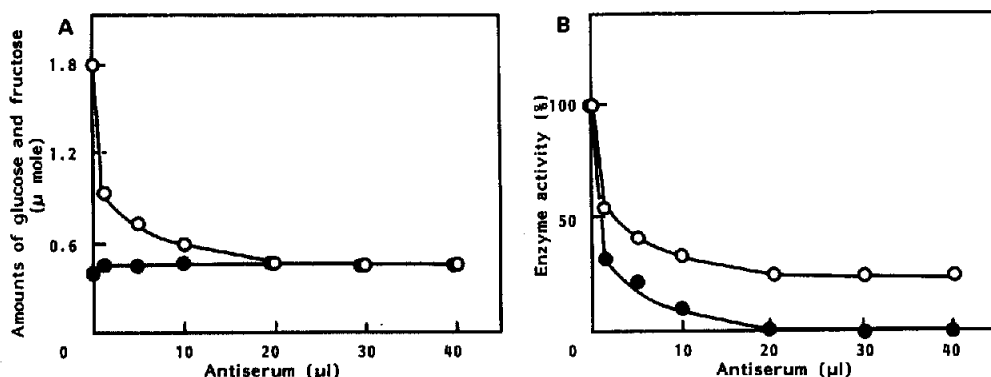 A
Amounts of glucose and fructose
(μ mole)
1.8
1.2
0.6
0
10
20
30
40
Antiserum (μl)
B
Enzyme activity (%)
100
50
0
10
20
30
40
Antiserum (μl)